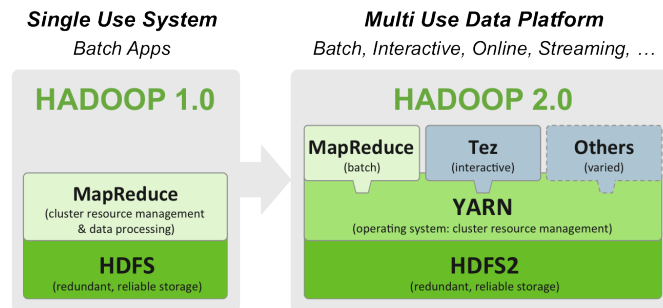 Single Use System
Batch Apps
HADOOP 1.0
MapReduce
(cluster resource management
& data processing)
HDFS
(redundant, reliable storage)
Multi Use Data Platform
Batch, Interactive, Online, Streaming, …
HADOOP 2.0
MapReduce
(batch)
Tez
(interactive)
Others
(varied)
YARN
(operating system: cluster resource management)
HDFS2
(redundant, reliable storage)